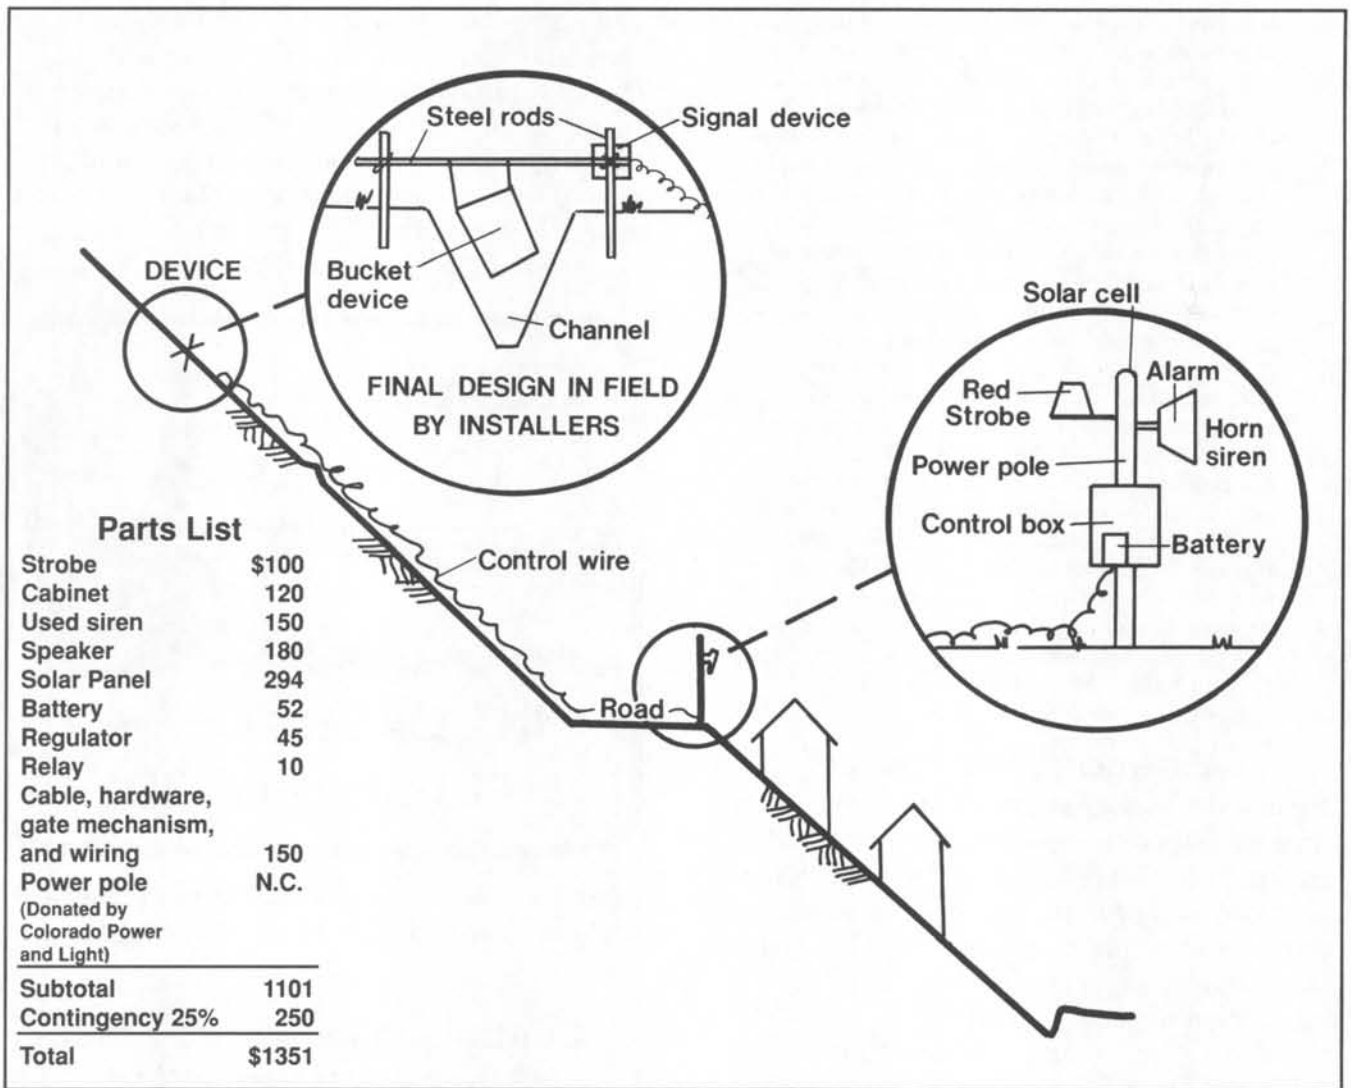 Steel rods
Signal device
DEVICE
Bucket
device
Channel
FINAL DESIGN IN FIELD
BY INSTALLERS
Solar cell
Alarm
Red
Strobe
Horn
siren
Power pole
Control box
Battery
Control wire
Road
Parts List
Strobe $100
Cabinet 120
Used siren 150
Speaker 180
Solar Panel 294
Battery 52
Regulator 45
Relay 10
Cable, hardware,
gate mechanism,
and wiring 150
Power pole N.C.
(Donated by
Colorado Power
and Light)
Subtotal 1101
Contingency 25% 250
Total $1351